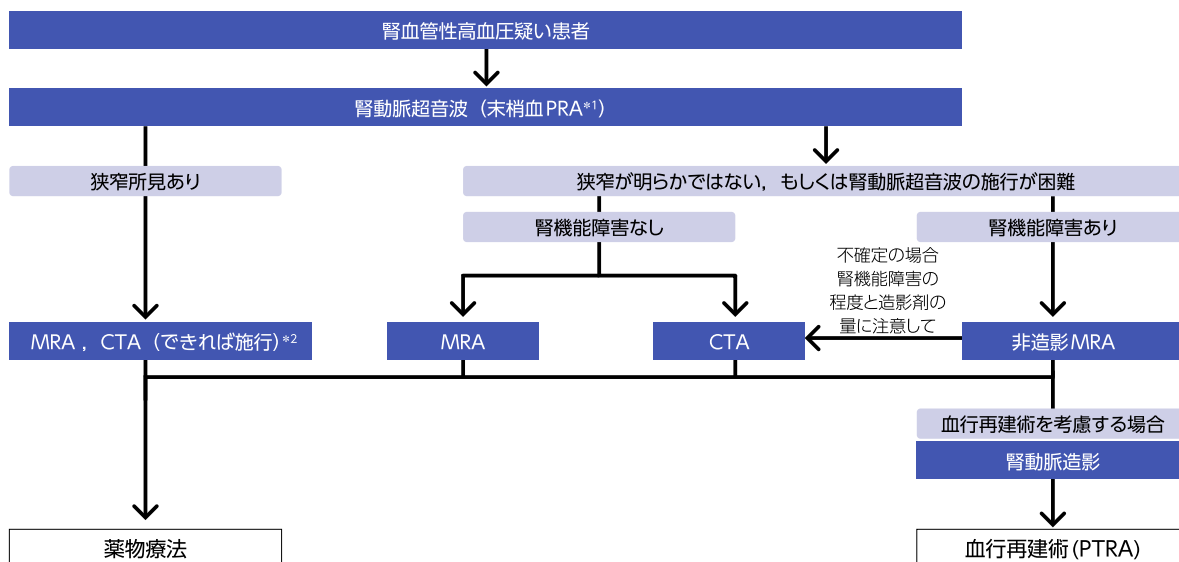 腎血管性高血圧疑い患者
腎動脈超音波（末梢血PRA*1）
狭窄所見あり
狭窄が明らかではない，もしくは腎動脈超音波の施行が困難
腎機能障害なし
腎機能障害あり
不確定の場合
腎機能障害の
程度と造影剤の
量に注意して
MRA，CTA（できれば施行）*2
MRA
CTA
非造影MRA
血行再建術を考慮する場合
腎動脈造影
薬物療法
血行再建術(PTRA)